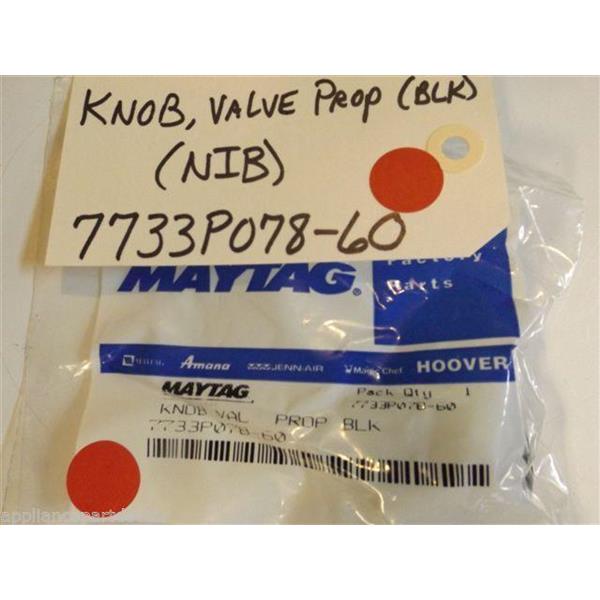 KNOB, VALVE PROP (BLK)
(NIB)
7733P078-60
Factory
MAYTAG®
Parts
MAYTAG Amana JENN-AIR Magic Chef HOOVER
MAYTAG Pack Qty 1
7733P078-60
KNOB VAL PROP BLK
7733P078-60